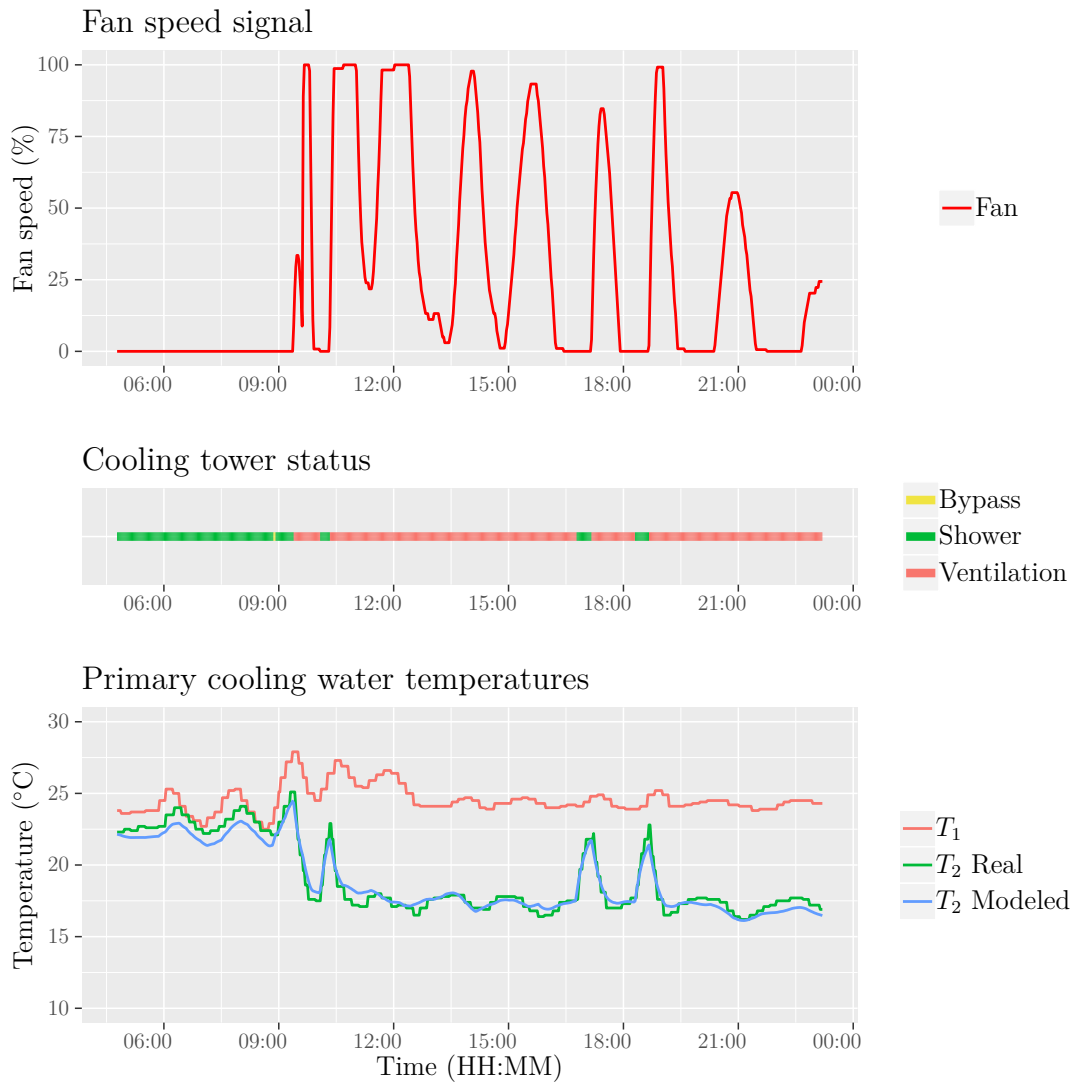 Fan speed signal
Fan speed (%)
100
75
50
25
0
06:00 09:00 12:00 15:00 18:00 21:00 00:00
Fan
Cooling tower status
06:00 09:00 12:00 15:00 18:00 21:00 00:00
Bypass
Shower
Ventilation
Primary cooling water temperatures
Temperature (°C)
30
25
20
15
10
06:00 09:00 12:00 15:00 18:00 21:00 00:00
Time (HH:MM)
T₁
T₂ Real
T₂ Modeled